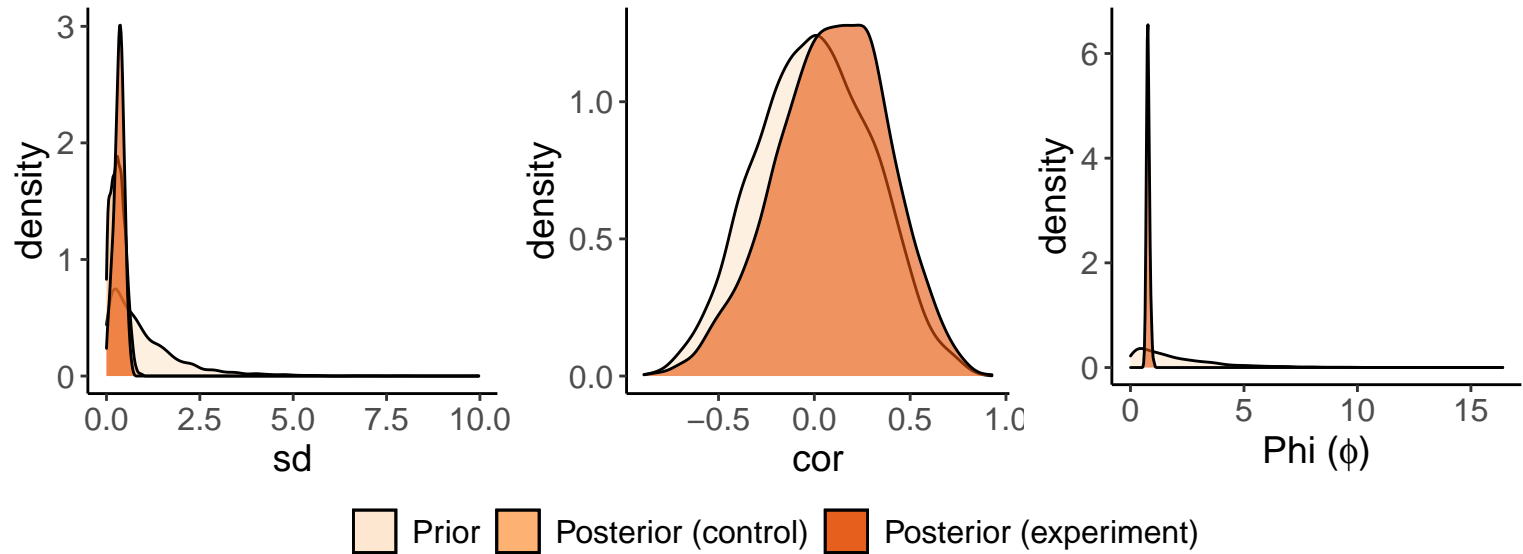 3
2
1
0
density
0.0
2.5
5.0
7.5
10.0
sd
1.0
0.5
0.0
density
−0.5
0.0
0.5
1.0
cor
6
4
2
0
density
0
5
10
15
Phi (ϕ)
Prior
Posterior (control)
Posterior (experiment)